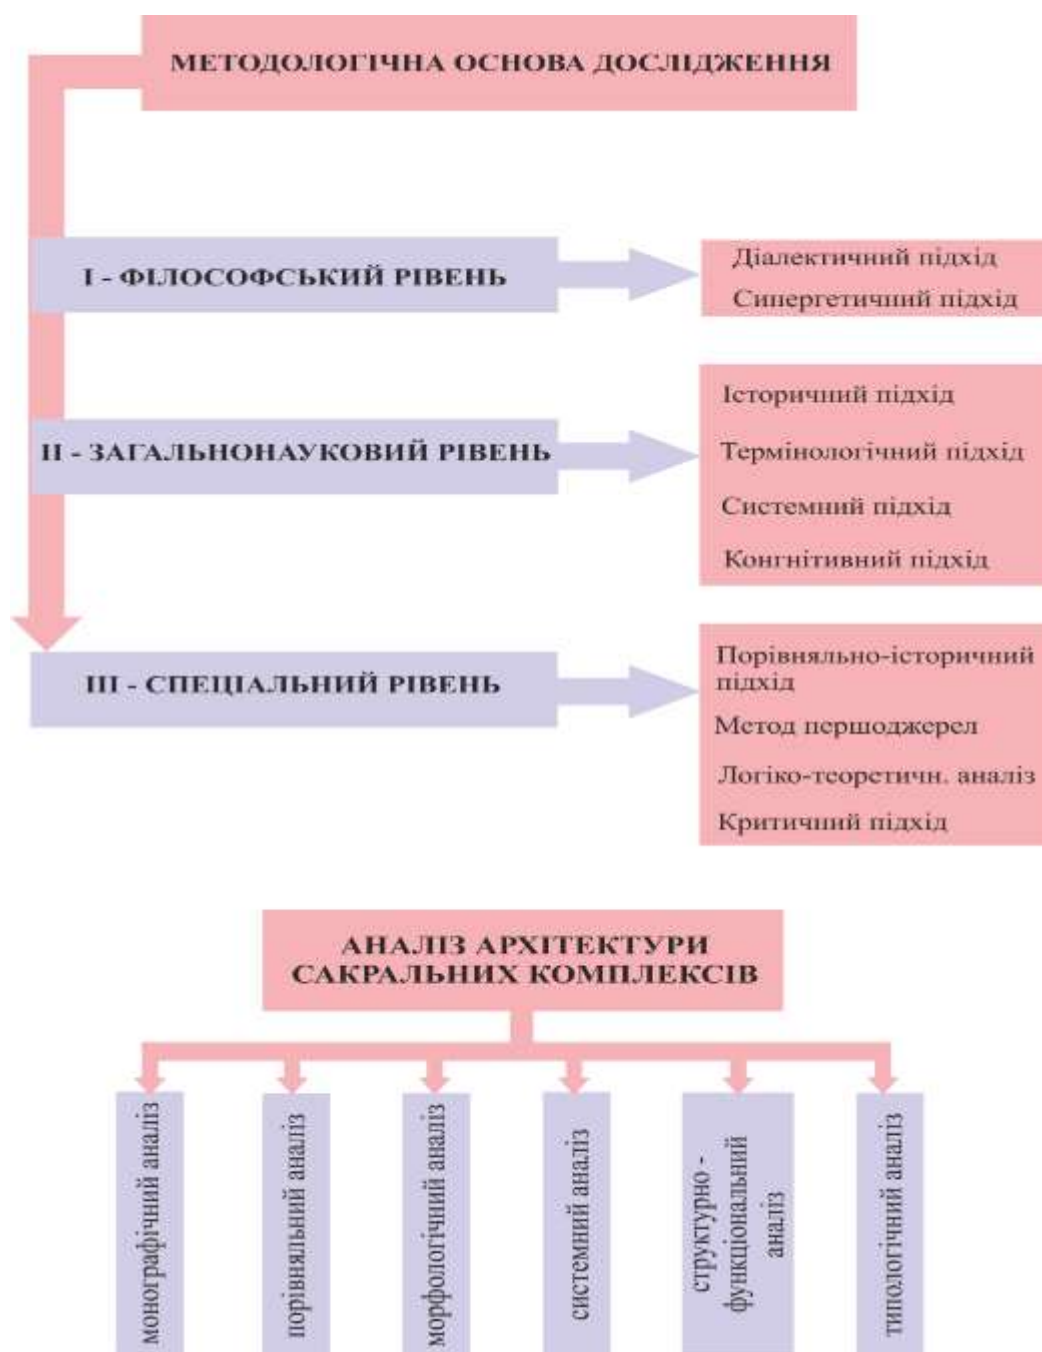 МЕТОДОЛОГІЧНА ОСНОВА ДОСЛІДЖЕННЯ
І - ФІЛОСОФСЬКИЙ РІВЕНЬ
Діалектичний підхід
Синергетичний підхід
ІІ - ЗАГАЛЬНОНАУКОВИЙ РІВЕНЬ
Історичний підхід
Термінологічний підхід
Системний підхід
Конгнітивний підхід
ІІІ - СПЕЦІАЛЬНИЙ РІВЕНЬ
Порівняльно-історичний
підхід
Метод першоджерел
Логіко-теоретичн. аналіз
Критичний підхід
АНАЛІЗ АРХІТЕКТУРИ
САКРАЛЬНИХ КОМПЛЕКСІВ
монографічний аналіз
порівняльний аналіз
морфологічний аналіз
системний аналіз
структурно -
функціональний
аналіз
типологічний аналіз